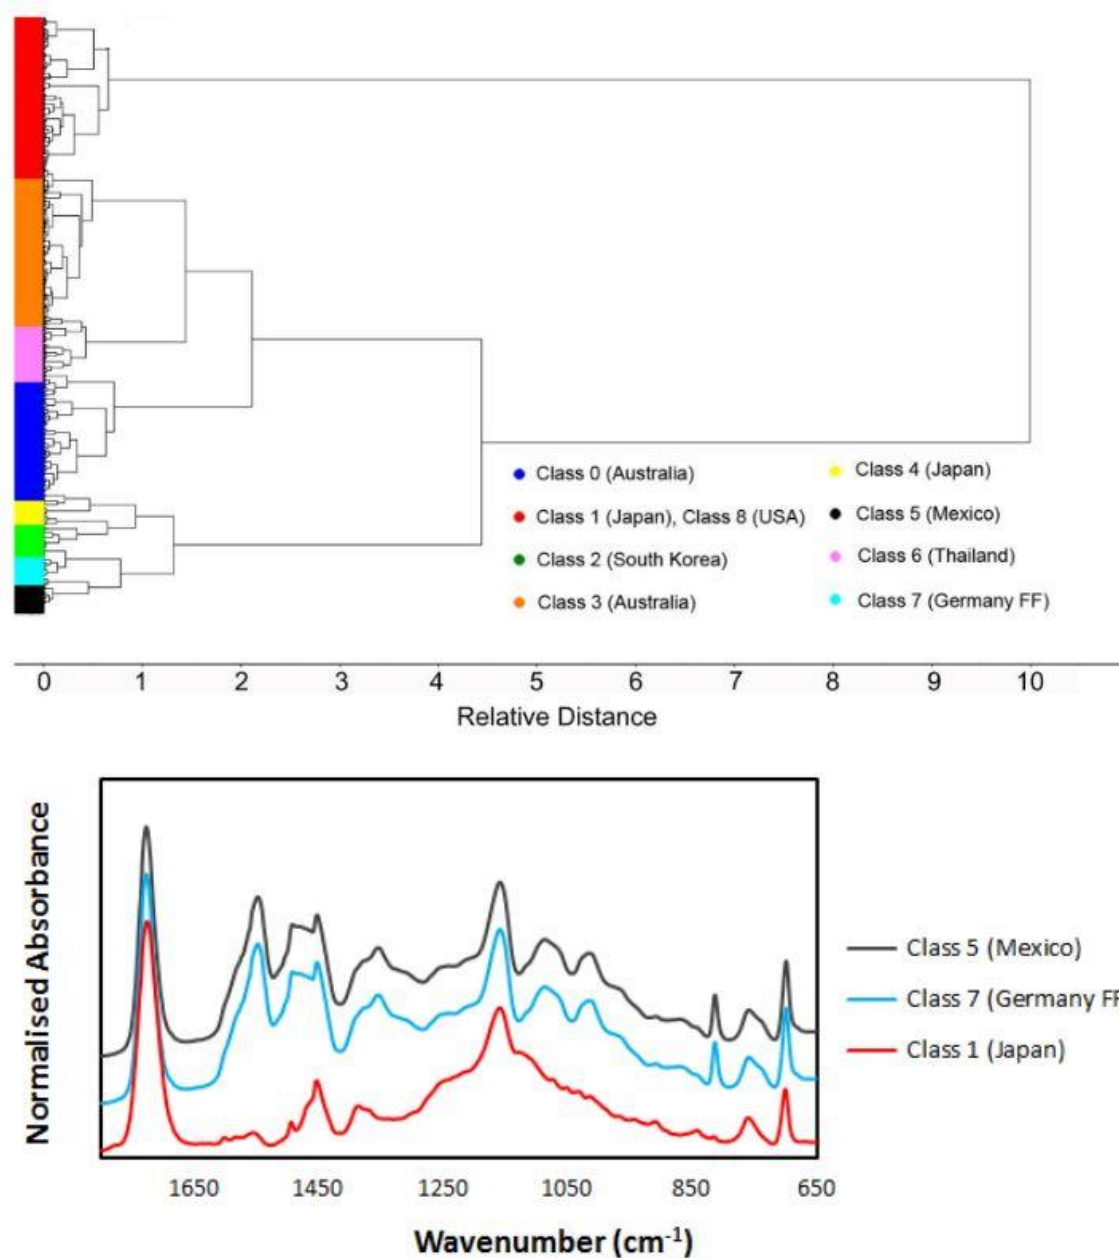 Class 0 (Australia)
Class 1 (Japan), Class 8 (USA)
Class 2 (South Korea)
Class 3 (Australia)
Class 4 (Japan)
Class 5 (Mexico)
Class 6 (Thailand)
Class 7 (Germany FF)
0 1 2 3 4 5 6 7 8 9 10
Relative Distance
Normalised Absorbance
Class 5 (Mexico)
Class 7 (Germany FF
Class 1 (Japan)
1650 1450 1250 1050 850 650
Wavenumber (cm⁻¹)